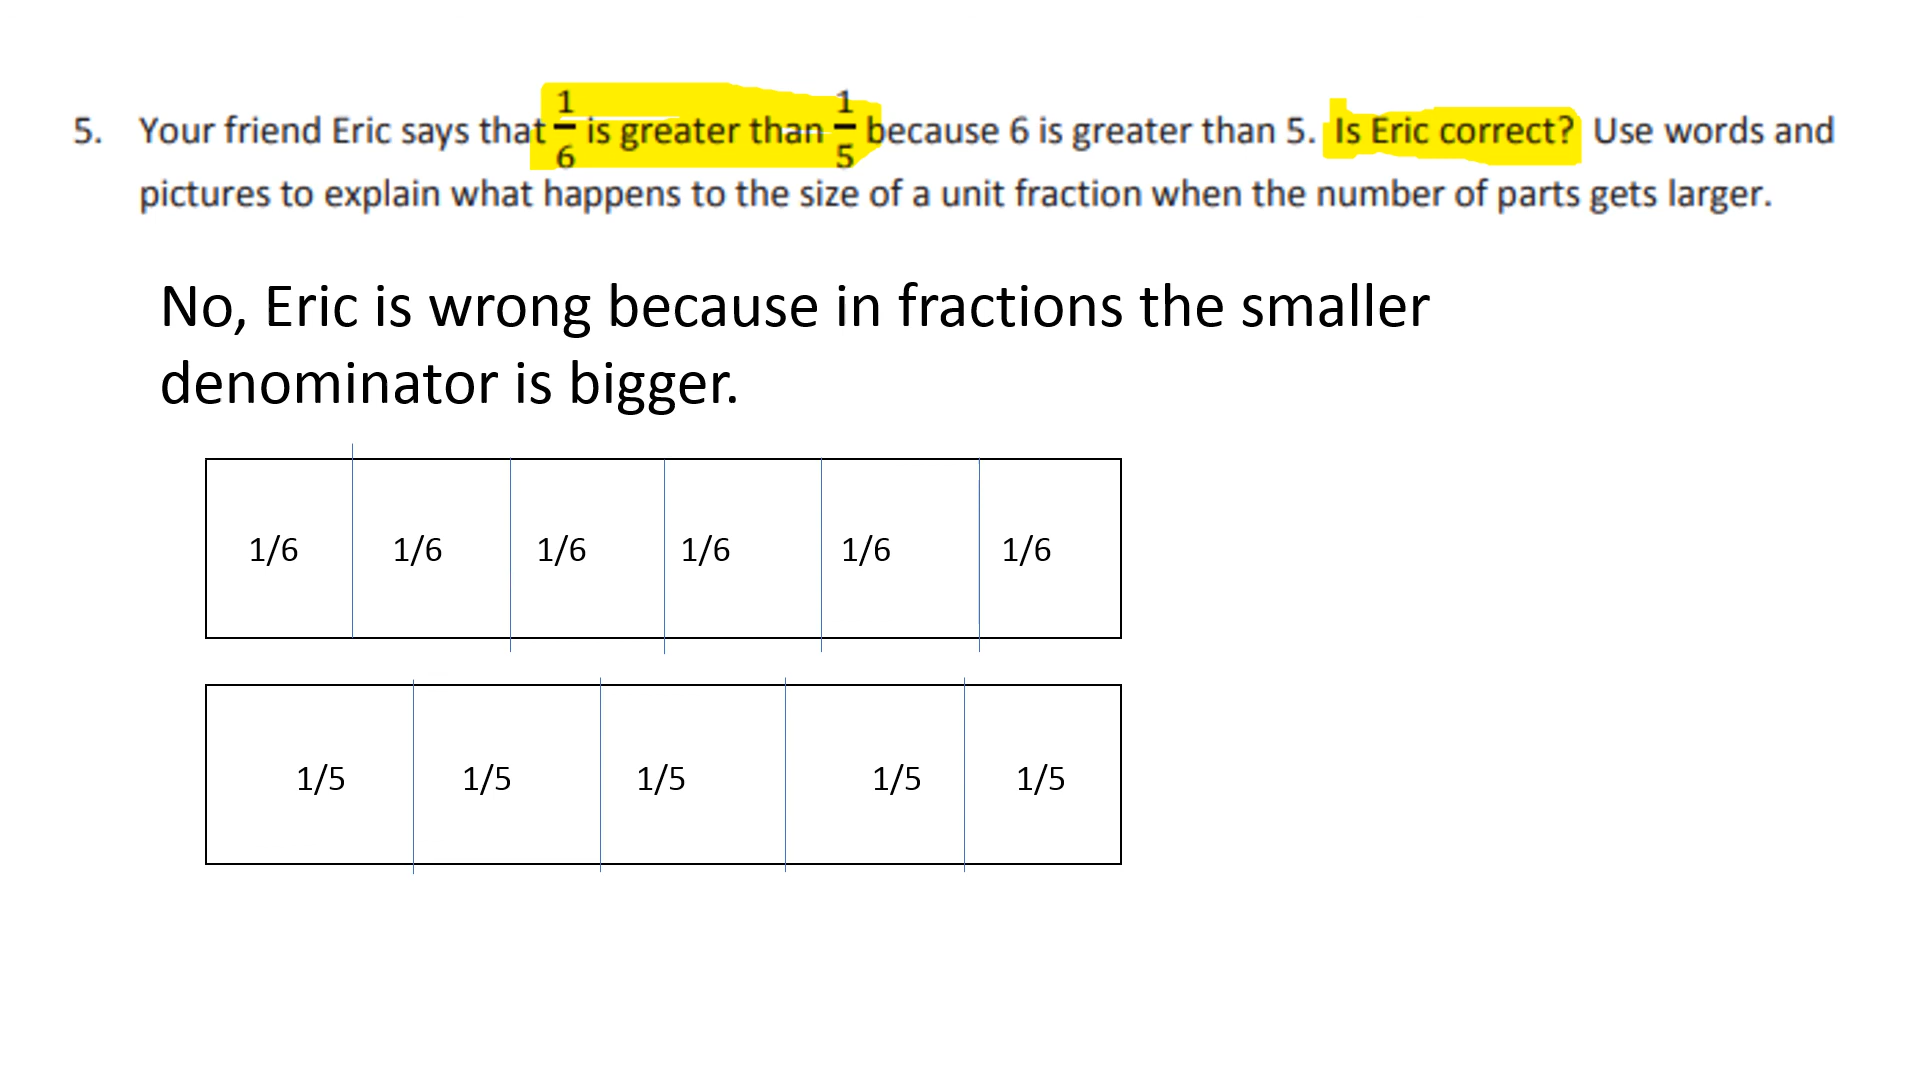 5. Your friend Eric says that 1/6 is greater than 1/5 because 6 is greater than 5. Is Eric correct? Use words and
pictures to explain what happens to the size of a unit fraction when the number of parts gets larger.
No, Eric is wrong because in fractions the smaller
denominator is bigger.
1/6 1/6 1/6 1/6 1/6 1/6
1/5 1/5 1/5 1/5 1/5